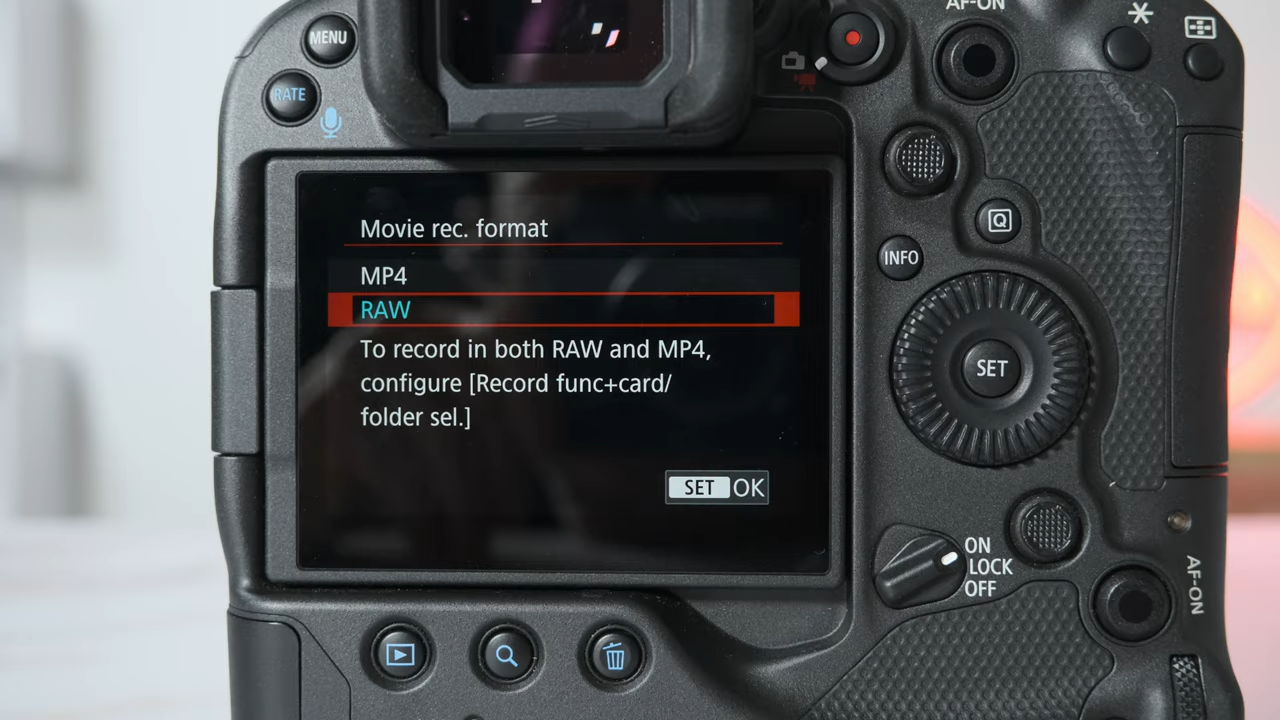 AF-ON
MENU
RATE
Movie rec. format
MP4
RAW
To record in both RAW and MP4,
configure [Record func+card/
folder sel.]
SET OK
Q
INFO
SET
ON
LOCK
OFF
AF-ON